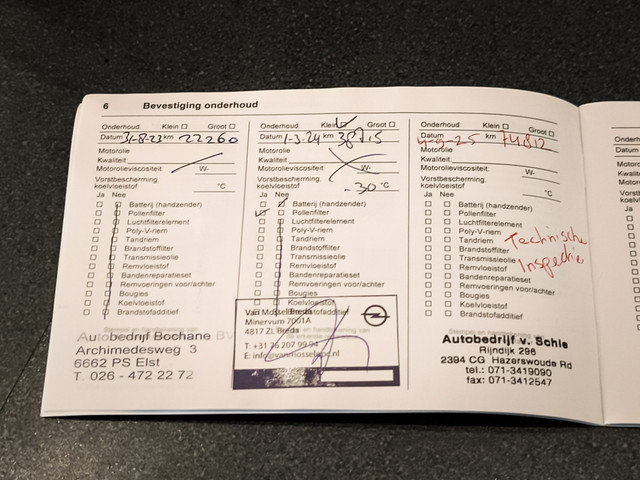 6 Bevestiging onderhoud
Onderhoud Klein ☐ Groot ☐
Datum 31-8-23 km 22260
Motorolie
Kwaliteit
Motorolieviscositeit W-
Vorstbescherming
koelvloeistof °C
Ja Nee
Batterij (handzender)
Pollenfilter
Luchtfilterelement
Poly-V-riem
Tandriem
Brandstoffilter
Transmissieolie
Remvloeistof
Bandenreparatieset
Remvoeringen voor/achter
Bougies
Koelvloeistof
Brandstofadditief
Autobedrijf Bochane BV
Archimedesweg 3
6662 PS Elst
T. 026 - 472 22 72
Onderhoud Klein ☑ Groot ☐
Datum 1-3-24 km 38715
Motorolie
Kwaliteit
Motorolieviscositeit W-
Vorstbescherming
koelvloeistof -30 °C
Ja Nee
Batterij (handzender)
Pollenfilter
Luchtfilterelement
Poly-V-riem
Tandriem
Brandstoffilter
Transmissieolie
Remvloeistof
Bandenreparatieset
Remvoeringen voor/achter
Bougies
Koelvloeistof
Brandstofadditief
Van Mossel Breda
Minervum 7001A
4817 ZL Breda
Onderhoud Klein ☐ Groot ☐
Datum 4-9-25 km 74812
Motorolie
Kwaliteit
Motorolieviscositeit W-
Vorstbescherming
koelvloeistof °C
Ja Nee
Batterij (handzender)
Pollenfilter
Luchtfilterelement
Poly-V-riem
Tandriem
Brandstoffilter
Transmissieolie
Remvloeistof
Bandenreparatieset
Remvoeringen voor/achter
Bougies
Koelvloeistof
Brandstofadditief
Technische
Inspectie
Autobedrijf v. Schie
Rijndijk 296
2394 CG Hazerswoude Rd
tel.: 071-3419090
fax: 071-3412547